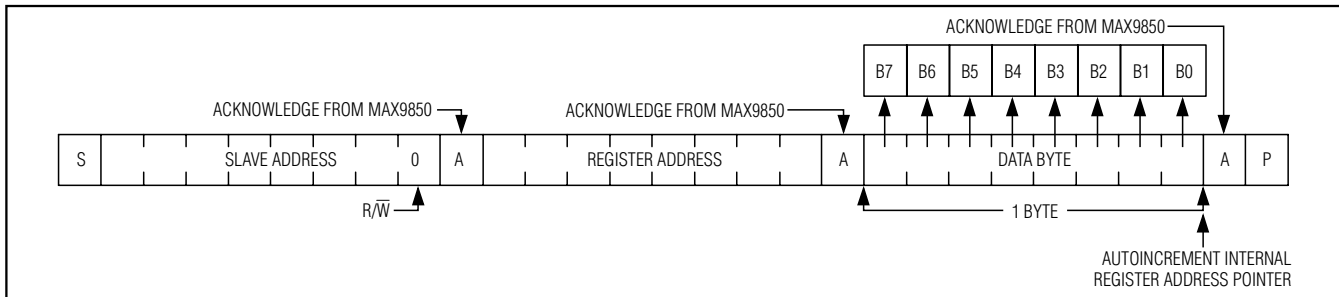 ACKNOWLEDGE FROM MAX9850
B7 B6 B5 B4 B3 B2 B1 B0
ACKNOWLEDGE FROM MAX9850 ACKNOWLEDGE FROM MAX9850
S SLAVE ADDRESS 0 A REGISTER ADDRESS A DATA BYTE A P
R/W̅ 1 BYTE
AUTOINCREMENT INTERNAL
REGISTER ADDRESS POINTER